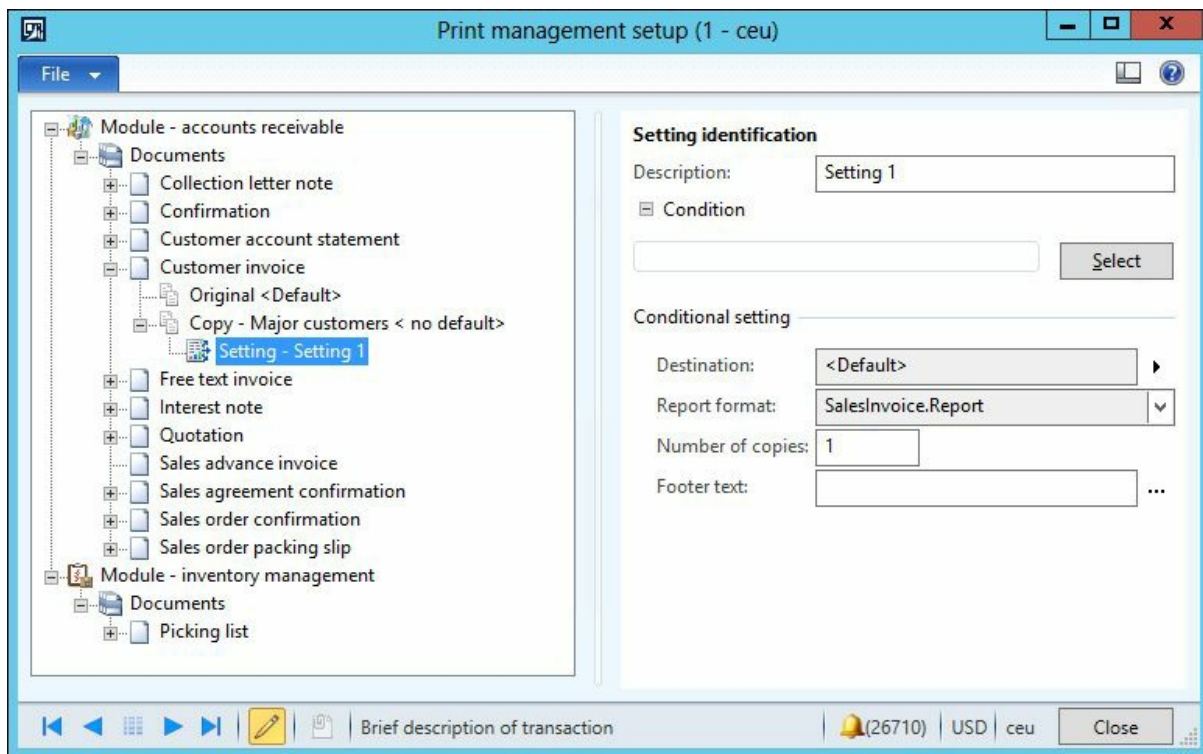 Print management setup (1 - ceu)
File
Module - accounts receivable
Documents
Collection letter note
Confirmation
Customer account statement
Customer invoice
Original <Default>
Copy - Major customers < no default>
Setting - Setting 1
Free text invoice
Interest note
Quotation
Sales advance invoice
Sales agreement confirmation
Sales order confirmation
Sales order packing slip
Module - inventory management
Documents
Picking list
Setting identification
Description: Setting 1
Condition
Select
Conditional setting
Destination: <Default>
Report format: SalesInvoice.Report
Number of copies: 1
Footer text:
...
Brief description of transaction
(26710) USD ceu Close